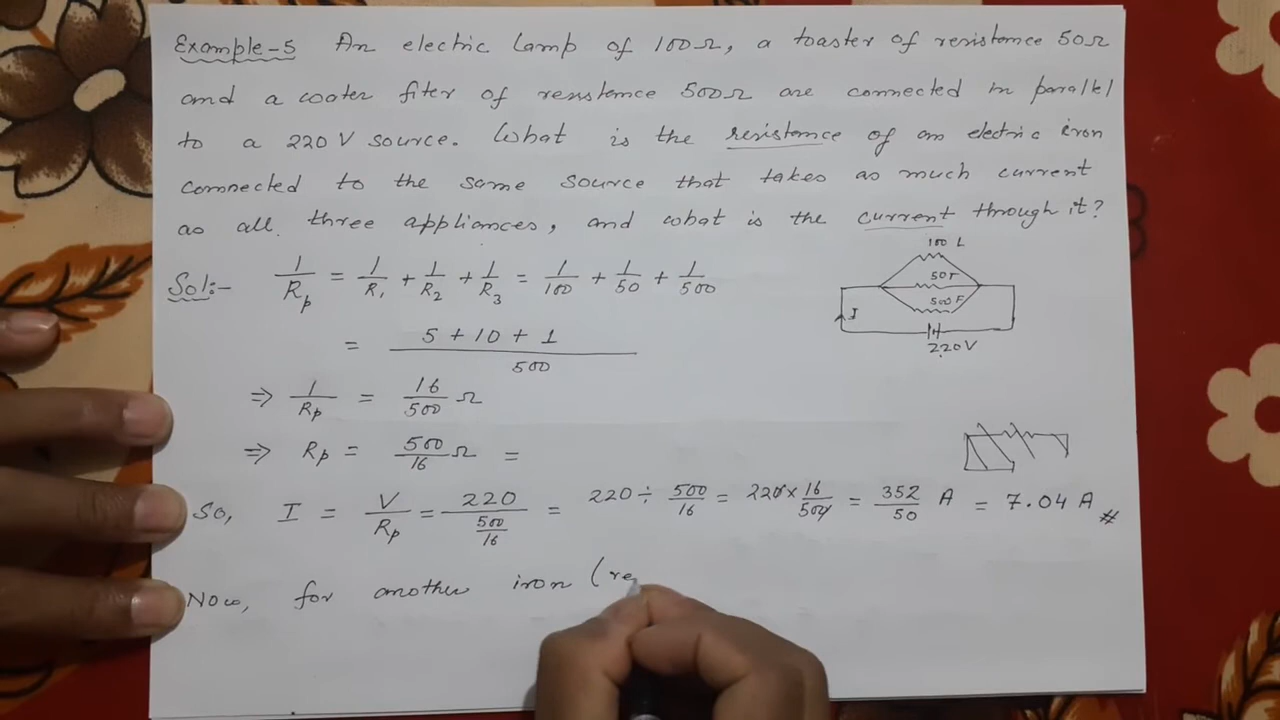 Example-5 An electric lamp of 100Ω, a toaster of resistance 50Ω
and a water filter of resistance 500Ω are connected in parallel
to a 220 V source. What is the resistance of an electric iron
connected to the same source that takes as much current
as all three appliances, and what is the current through it?
Sol:- 1/Rp = 1/R1 + 1/R2 + 1/R3 = 1/100 + 1/50 + 1/500
= (5 + 10 + 1)/500
⇒ 1/Rp = 16/500 Ω
⇒ Rp = 500/16 Ω =
So, I = V/Rp = 220/(500/16) = 220 ÷ 500/16 = 220 × 16/500 = 352/50 A = 7.04 A #
Now, for another iron (re
100 L
50 T
500 F
I
220V